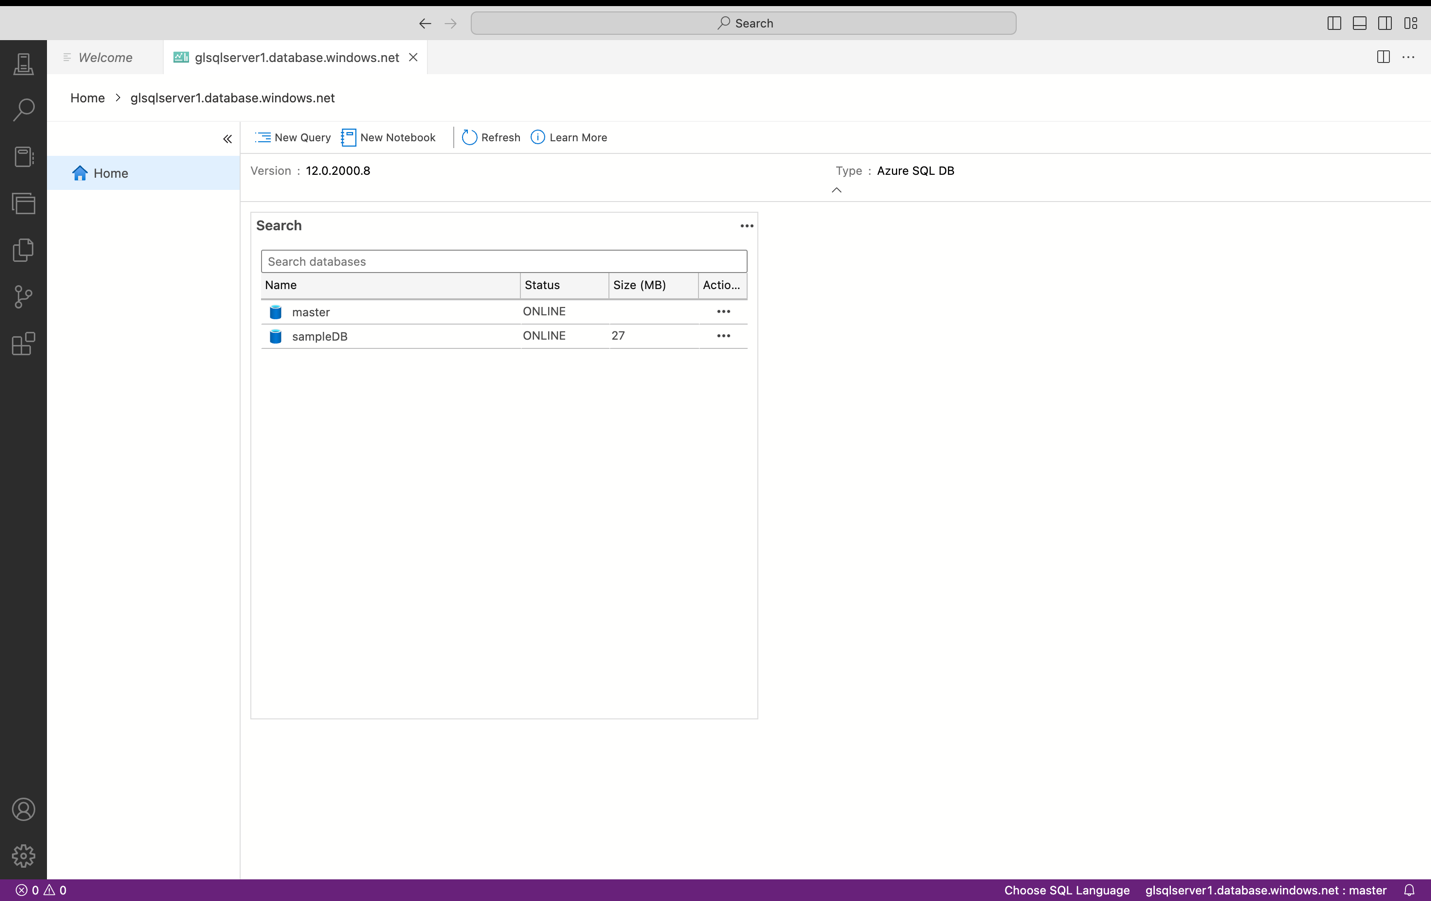 Search
Welcome
glsqlserver1.database.windows.net
Home > glsqlserver1.database.windows.net
New Query
New Notebook
Refresh
Learn More
Home
Version : 12.0.2000.8
Type : Azure SQL DB
Search
Search databases
Name Status Size (MB) Actio...
master ONLINE
sampleDB ONLINE 27
0 0
Choose SQL Language
glsqlserver1.database.windows.net : master